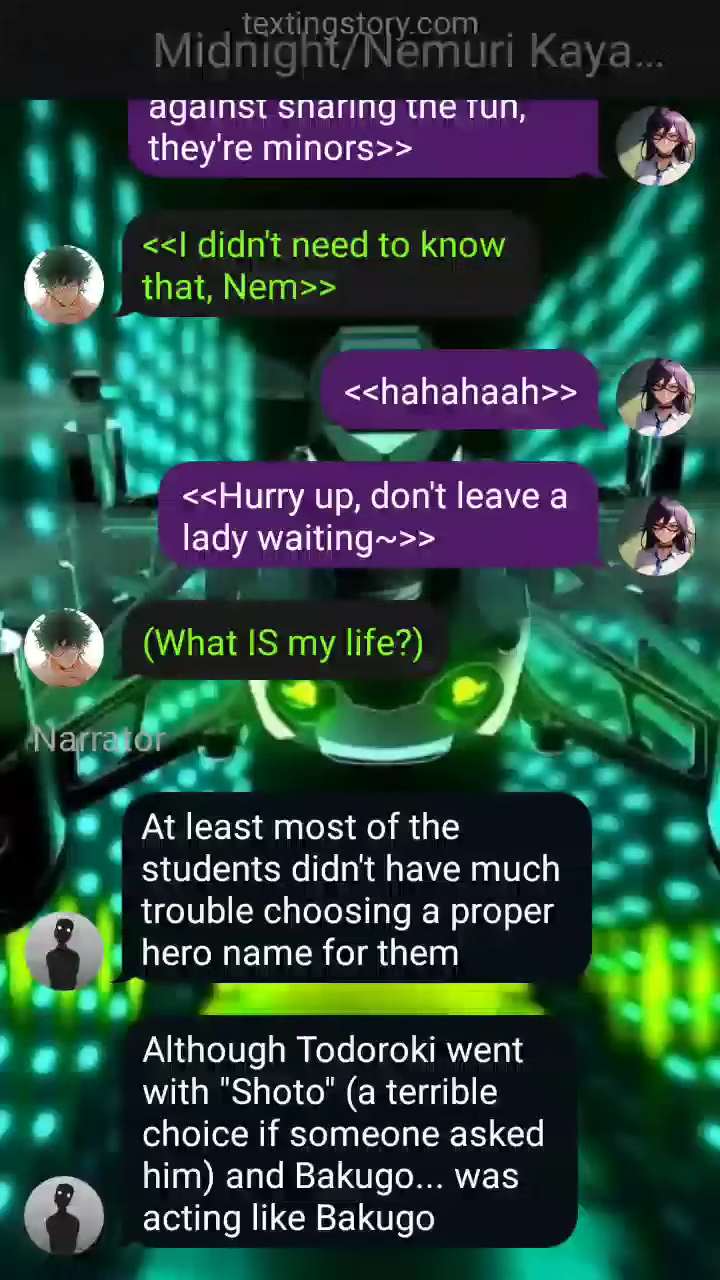 textingstory.com
Midnight/Nemuri Kaya...
against sharing the fun,
they're minors>>
<<I didn't need to know
that, Nem>>
<<hahahaah>>
<<Hurry up, don't leave a
lady waiting~>>
(What IS my life?)
Narrator
At least most of the
students didn't have much
trouble choosing a proper
hero name for them
Although Todoroki went
with "Shoto" (a terrible
choice if someone asked
him) and Bakugo... was
acting like Bakugo